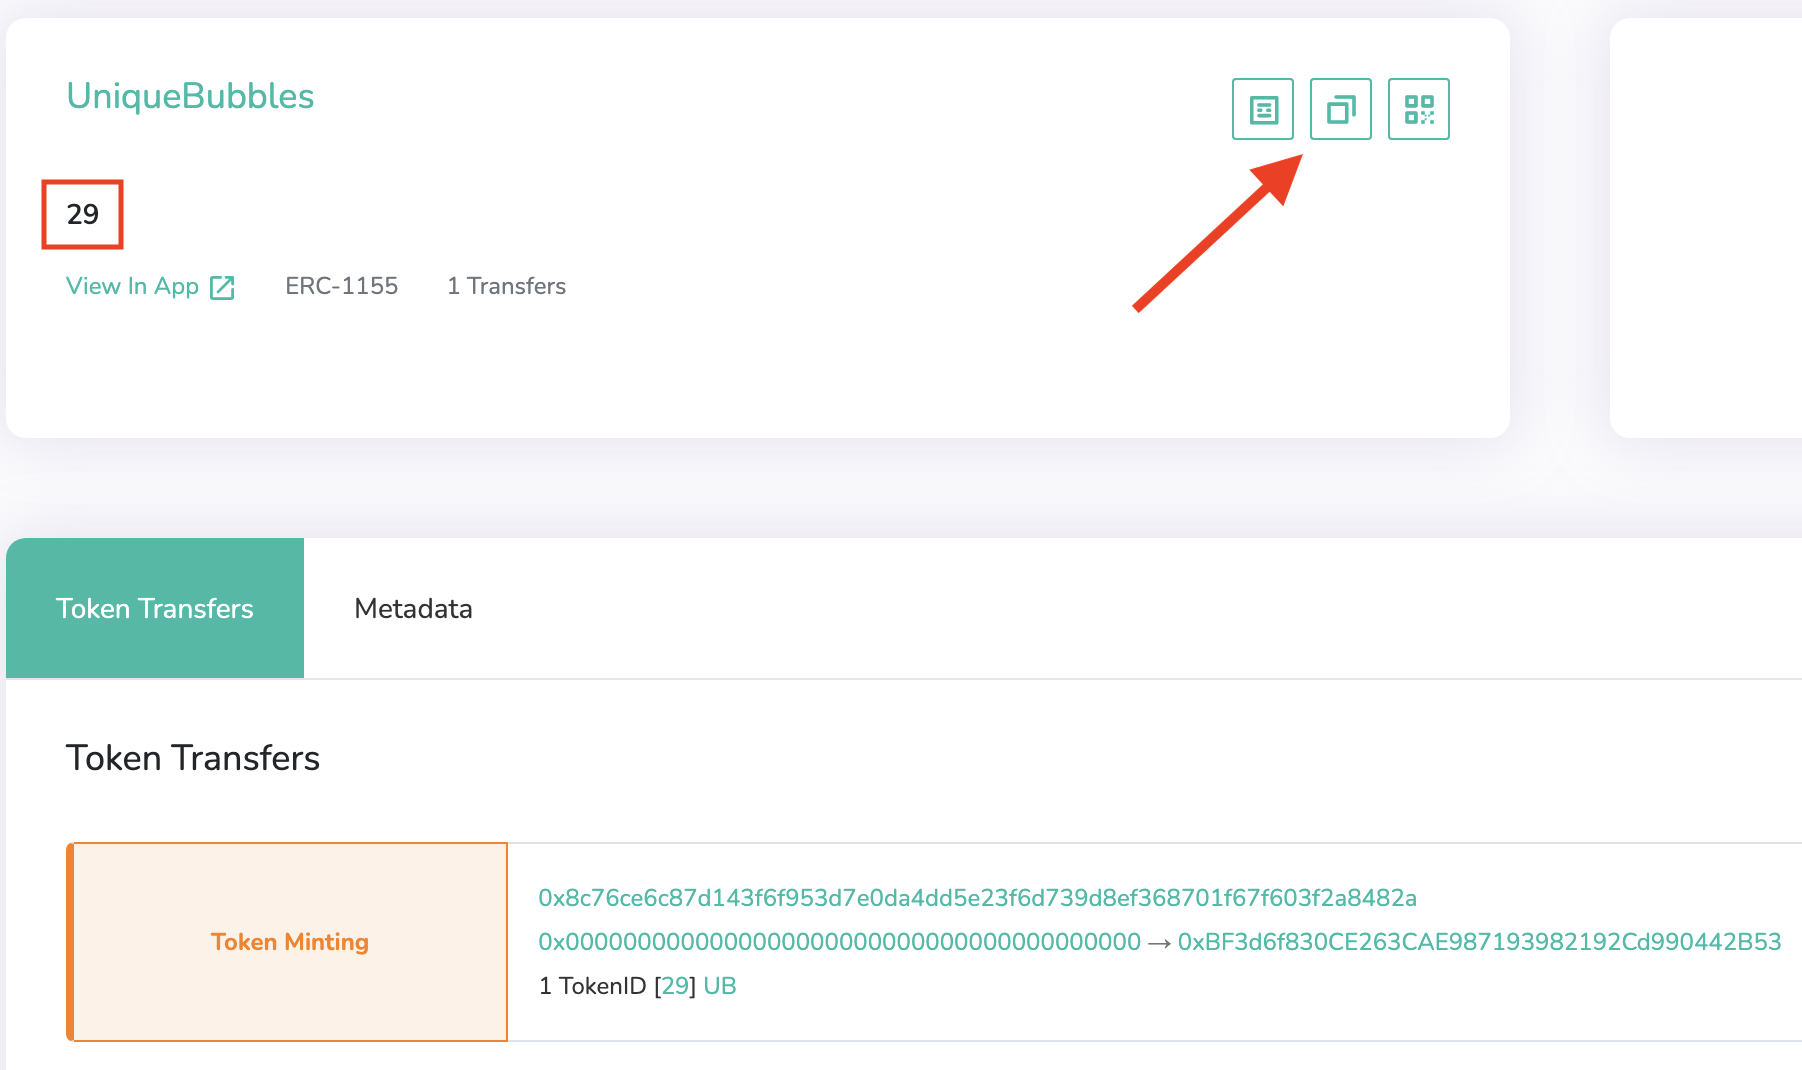 UniqueBubbles
29
View In App ERC-1155 1 Transfers
Token Transfers Metadata
Token Transfers
Token Minting
0x8c76ce6c87d143f6f953d7e0da4dd5e23f6d739d8ef368701f67f603f2a8482a
0x0000000000000000000000000000000000000000 → 0xBF3d6f830CE263CAE987193982192Cd990442B53
1 TokenID [29] UB